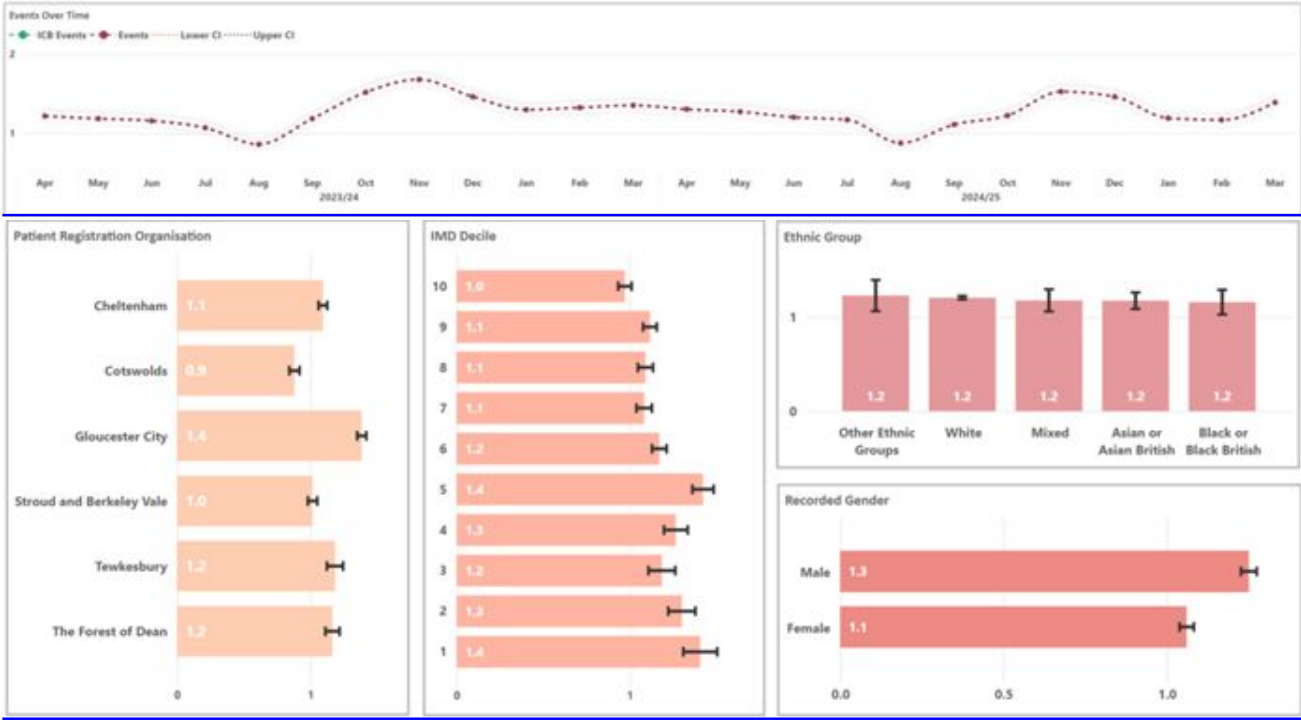 Events Over Time
ICB Events Events Lower CI Upper CI
2
1
Apr May Jun Jul Aug Sep Oct Nov Dec Jan Feb Mar Apr May Jun Jul Aug Sep Oct Nov Dec Jan Feb Mar
2023/24 2024/25
Patient Registration Organisation
Cheltenham 1.1
Cotswolds 0.9
Gloucester City 1.4
Stroud and Berkeley Vale 1.0
Tewkesbury 1.2
The Forest of Dean 1.2
0 1
IMD Decile
10 1.0
9 1.1
8 1.1
7 1.1
6 1.2
5 1.4
4 1.3
3 1.2
2 1.3
1 1.4
0 1
Ethnic Group
1
0
1.2 1.2 1.2 1.2 1.2
Other Ethnic White Mixed Asian or Black or
Groups Asian British Black British
Recorded Gender
Male 1.3
Female 1.1
0.0 0.5 1.0